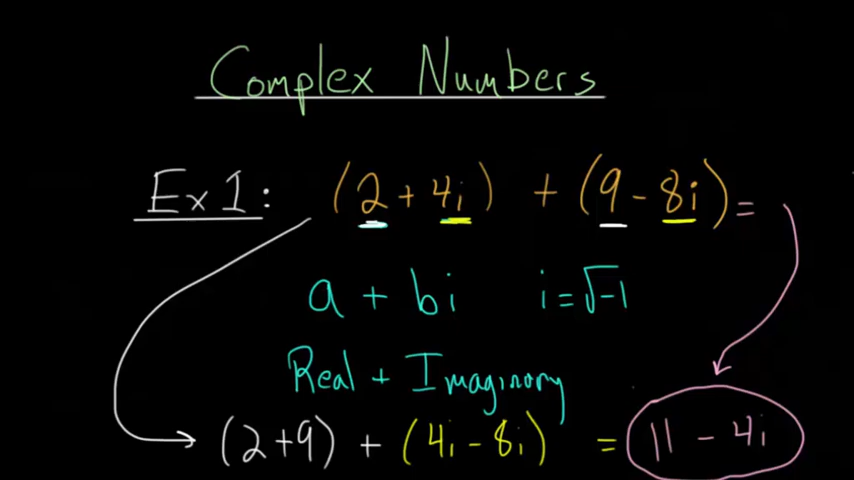 Complex Numbers
Ex 1: (2 + 4i) + (9 - 8i) =
a + bi i = √-1
Real + Imaginary
(2+9) + (4i - 8i) = 11 - 4i